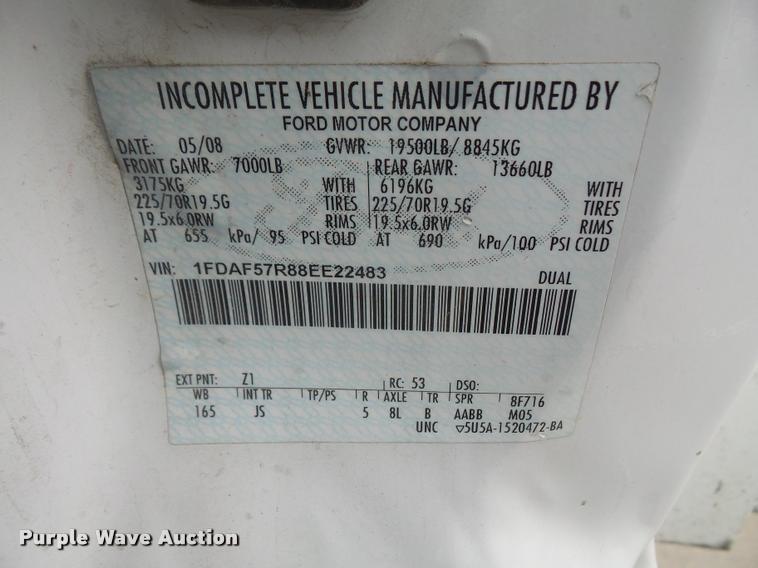 INCOMPLETE VEHICLE MANUFACTURED BY
FORD MOTOR COMPANY
DATE: 05/08 GVWR: 19500LB/ 8845KG
FRONT GAWR: 7000LB REAR GAWR: 13660LB
3175KG WITH 6196KG WITH
225/70R19.5G TIRES 225/70R19.5G TIRES
19.5x6.0RW RIMS 19.5x6.0RW RIMS
AT 655 kPa/ 95 PSI COLD AT 690 kPa/100 PSI COLD
VIN: 1FDAF57R88EE22483 DUAL
EXT PNT: Z1 RC: 53 DSO:
WB INT TR TP/PS R AXLE TR SPR 8F716
165 JS 5 8L B AABB M05
UNC ▽5U5A-1520472-BA
Purple Wave Auction